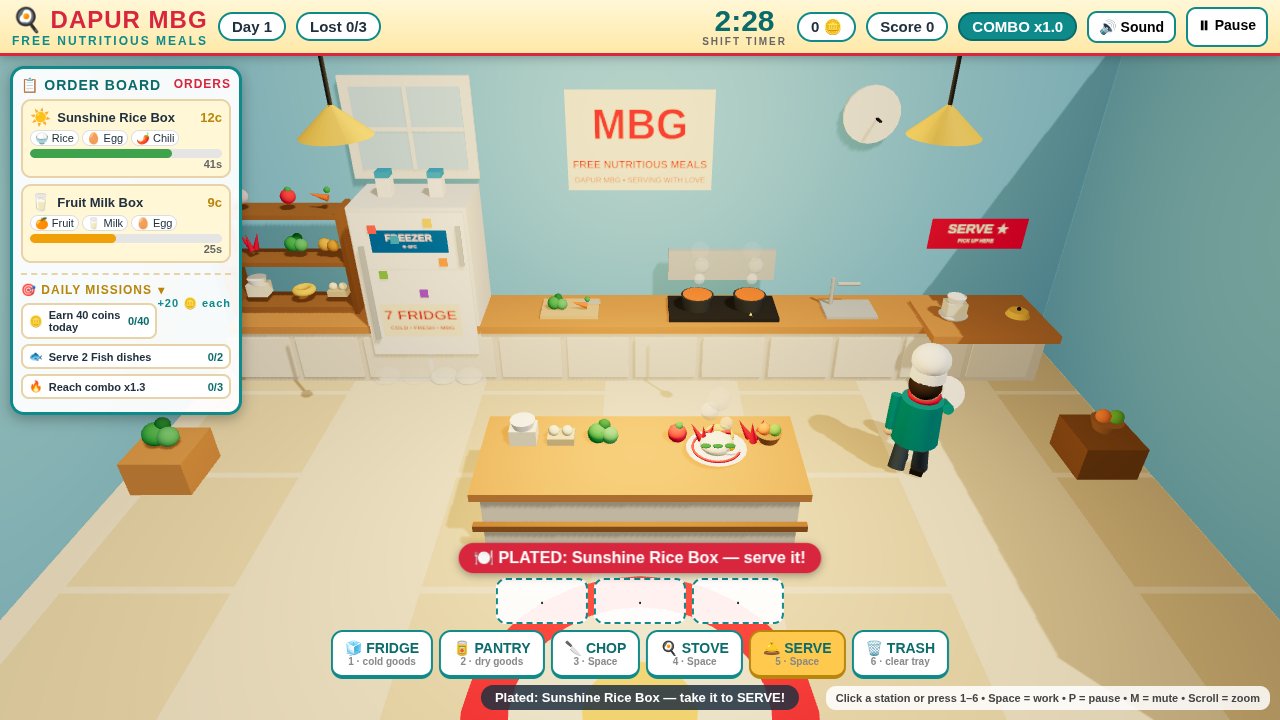 DAPUR MBG
FREE NUTRITIOUS MEALS
Day 1
Lost 0/3
2:28
SHIFT TIMER
0
Score 0
COMBO x1.0
Sound
Pause
ORDER BOARD
ORDERS
Sunshine Rice Box
12c
Rice
Egg
Chili
41s
Fruit Milk Box
9c
Fruit
Milk
Egg
25s
DAILY MISSIONS ▾
+20 each
Earn 40 coins today
0/40
Serve 2 Fish dishes
0/2
Reach combo x1.3
0/3
MBG
FREE NUTRITIOUS MEALS
DAPUR MBG • SERVING WITH LOVE
FREEZER
7 FRIDGE
COLD • FRESH • MBG
SERVE ★
PICK UP HERE
PLATED: Sunshine Rice Box — serve it!
FRIDGE
1 · cold goods
PANTRY
2 · dry goods
CHOP
3 · Space
STOVE
4 · Space
SERVE
5 · Space
TRASH
6 · clear tray
Plated: Sunshine Rice Box — take it to SERVE!
Click a station or press 1–6 • Space = work • P = pause • M = mute • Scroll = zoom